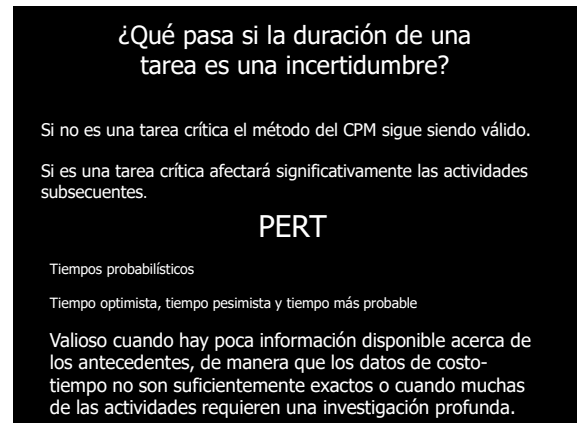 ¿Qué pasa si la duración de una
tarea es una incertidumbre?
Si no es una tarea crítica el método del CPM sigue siendo válido.
Si es una tarea crítica afectará significativamente las actividades
subsecuentes.
PERT
Tiempos probabilísticos
Tiempo optimista, tiempo pesimista y tiempo más probable
Valioso cuando hay poca información disponible acerca de
los antecedentes, de manera que los datos de costo-
tiempo no son suficientemente exactos o cuando muchas
de las actividades requieren una investigación profunda.